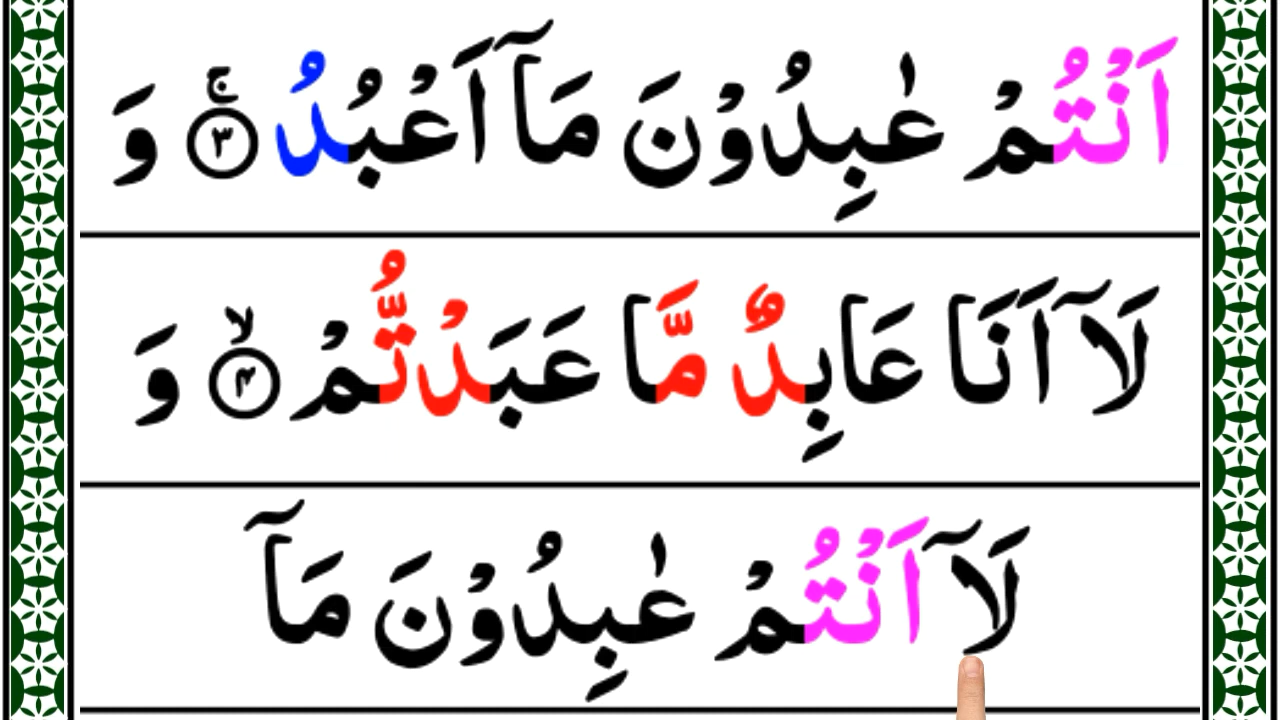 اَنْتُمْ عٰبِدُوْنَ مَاۤ اَعْبُدُ ۚ﴿۳﴾ وَ
لَاۤ اَنَا عَابِدٌ مَّا عَبَدْتُّمْ ۙ﴿۴﴾ وَ
لَاۤ اَنْتُمْ عٰبِدُوْنَ مَاۤ